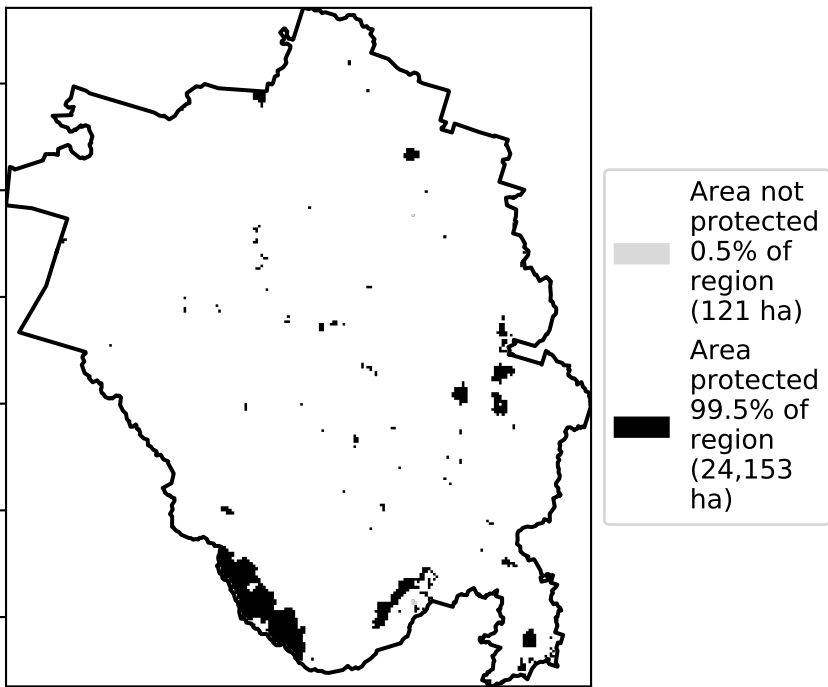 Area not
protected
0.5% of
region
(121 ha)
Area
protected
99.5% of
region
(24,153
ha)